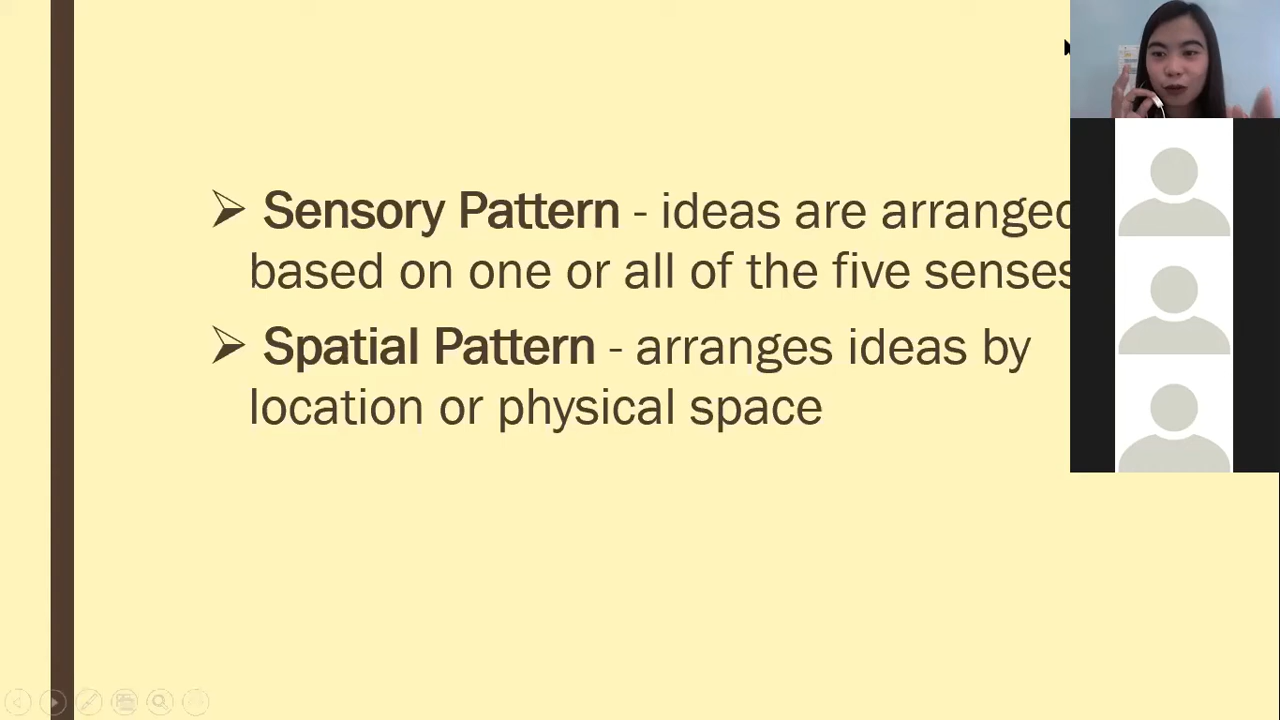 ➢ Sensory Pattern - ideas are arranged
based on one or all of the five senses
➢ Spatial Pattern - arranges ideas by
location or physical space